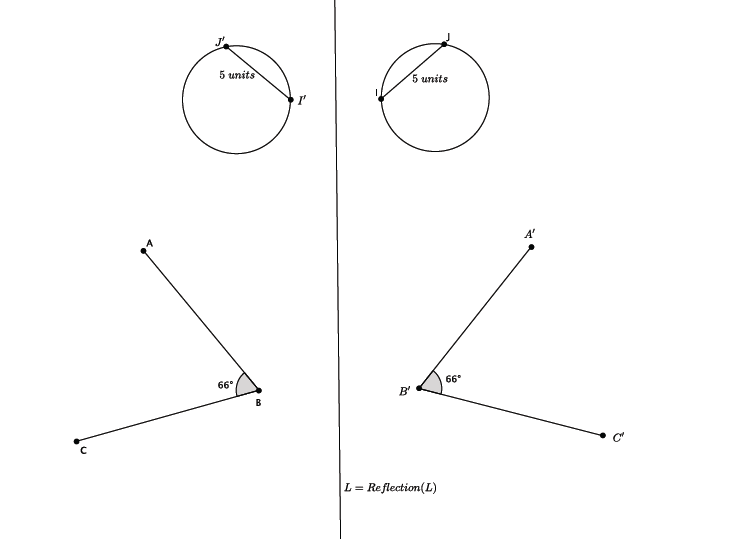 J′
J
5 units
5 units
I
I′
A
A′
66°
66°
B
B′
C
C′
L = Reflection(L)